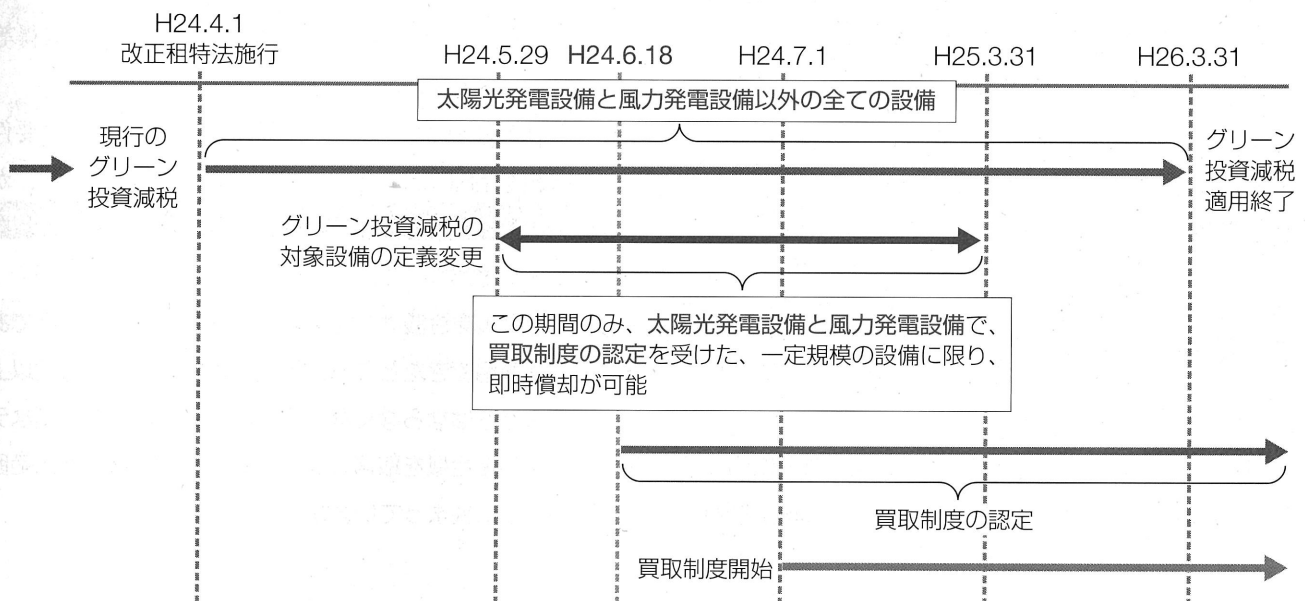 H24.4.1
改正租特法施行
H24.5.29
H24.6.18
H24.7.1
H25.3.31
H26.3.31
太陽光発電設備と風力発電設備以外の全ての設備
現行の
グリーン
投資減税
グリーン
投資減税
適用終了
グリーン投資減税の
対象設備の定義変更
この期間のみ、太陽光発電設備と風力発電設備で、
買取制度の認定を受けた、一定規模の設備に限り、
即時償却が可能
買取制度の認定
買取制度開始